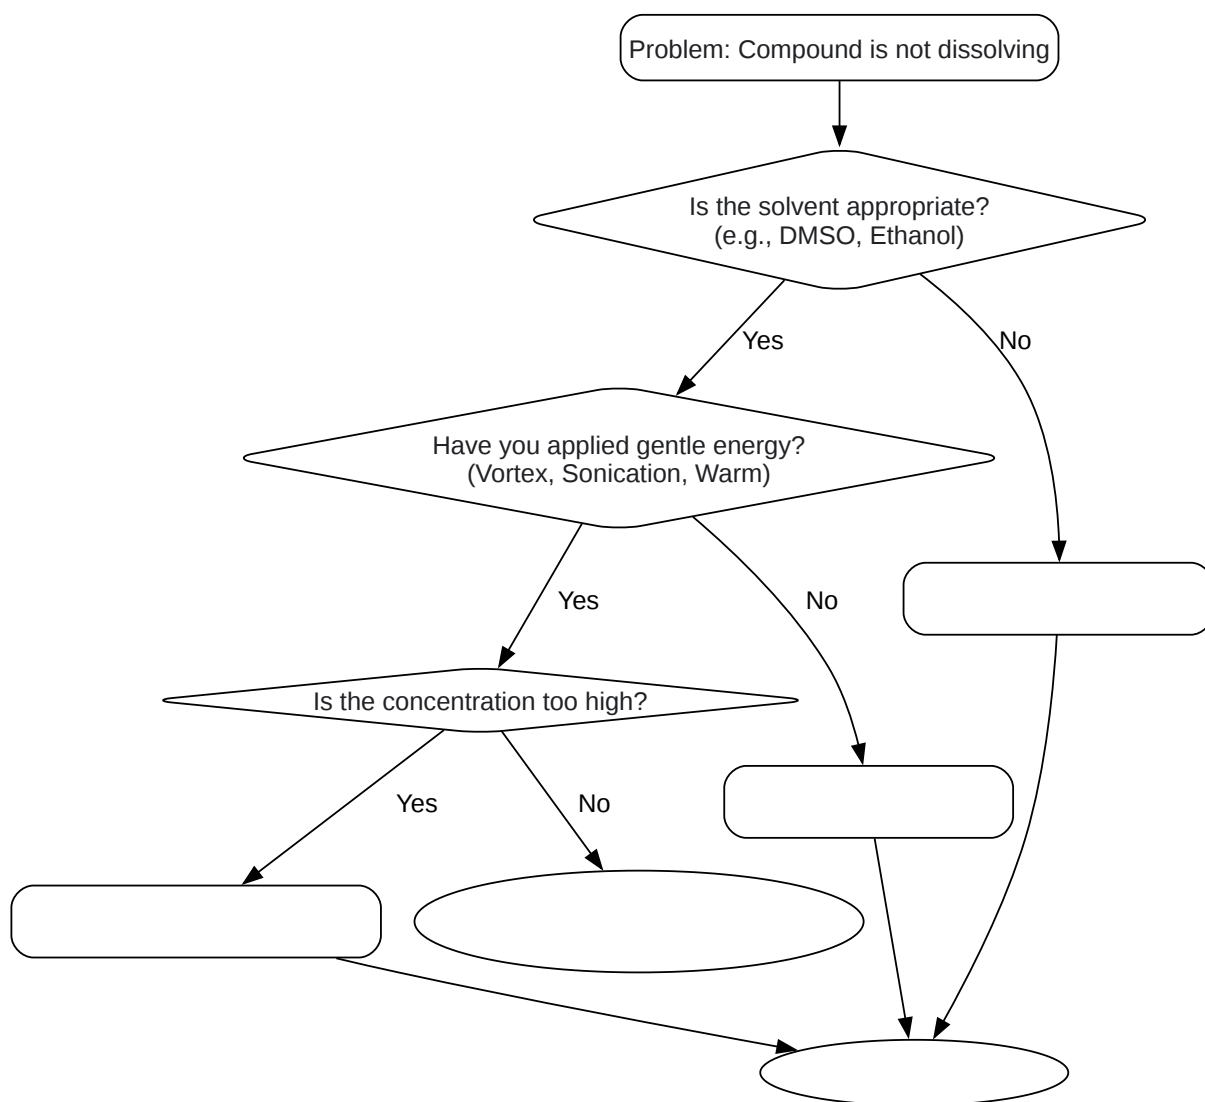 Problem: Compound is not dissolving
Is the solvent appropriate?
(e.g., DMSO, Ethanol)
Yes
No
Have you applied gentle energy?
(Vortex, Sonication, Warm)
Yes
No
Is the concentration too high?
Yes
No